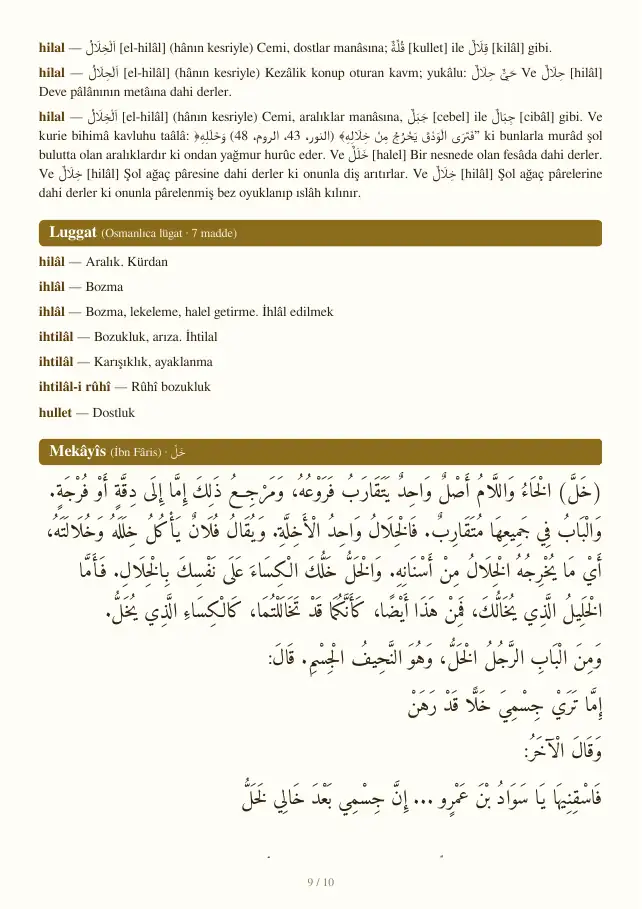 hilal — اَلْخِلَالُ [el-hilâl] (hânın kesriyle) Cemi, dostlar manâsına; قُلَّةٌ [kullet] ile قِلَالٌ [kilâl] gibi.
hilal — اَلْحِلَالُ [el-hilâl] (hânın kesriyle) Kezâlik konup oturan kavm; yukâlu: حَيٌّ حِلَالٌ Ve حِلَالٌ [hilâl]
Deve pâlânının metâına dahi derler.
hilal — اَلْخِلَالُ [el-hilâl] (hânın kesriyle) Cemi, aralıklar manâsına, جَبَلٌ [cebel] ile جِبَالٌ [cibâl] gibi. Ve
kurie bihimâ kavluhu taâlâ: ﴿فَتَرَى الْوَدْقَ يَخْرُجُ مِنْ خِلَالِهِ﴾ (النور، 43، الروم، 48) وَخَلَلِهِ﴿” ki bunlarla murâd şol
bulutta olan aralıklardır ki ondan yağmur hurûc eder. Ve خَلَلٌ [halel] Bir nesnede olan fesâda dahi derler.
Ve خِلَالٌ [hilâl] Şol ağaç pâresine dahi derler ki onunla diş arıtırlar. Ve خِلَالٌ [hilâl] Şol ağaç pârelerine
dahi derler ki onunla pârelenmiş bez oyuklanıp ıslâh kılınır.
Luggat (Osmanlıca lügat · 7 madde)
hilâl — Aralık. Kürdan
ihlâl — Bozma
ihlâl — Bozma, lekeleme, halel getirme. İhlâl edilmek
ihtilâl — Bozukluk, arıza. İhtilal
ihtilâl — Karışıklık, ayaklanma
ihtilâl-i rûhî — Rûhî bozukluk
hullet — Dostluk
Mekâyîs (İbn Fâris) · خَلّ
(خَلَّ) الْخَاءُ وَاللَّامُ أَصْلٌ وَاحِدٌ يَتَقَارَبُ فُرُوعُهُ، وَمَرْجِعُ ذَلِكَ إِمَّا إِلَى دِقَّةٍ أَوْ فُرْجَةٍ.
وَالْبَابُ فِي جَمِيعِهَا مُتَقَارِبٌ. فَالْخِلَالُ وَاحِدُ الْأَخِلَّةِ. وَيُقَالُ فُلَانٌ يَأْكُلُ خِلَلَهُ وَخُلَالَتَهُ،
أَيْ مَا يُخْرِجُهُ الْخِلَالُ مِنْ أَسْنَانِهِ. وَالْخَلُّ خَلُّكَ الْكِسَاءَ عَلَى نَفْسِكَ بِالْخِلَالِ. فَأَمَّا
الْخَلِيلُ الَّذِي يُخَالُّكَ، فَمِنْ هَذَا أَيْضًا، كَأَنَّكُمَا قَدْ تَخَالَلْتُمَا، كَالْكِسَاءِ الَّذِي يُخَلُّ.
وَمِنَ الْبَابِ الرَّجُلُ الْخَلُّ، وَهُوَ النَّحِيفُ الْجِسْمِ. قَالَ:
إِمَّا تَرَيْ جِسْمِيَ خَلًّا قَدْ رَهَنْ
وَقَالَ الْآخَرُ:
فَاسْقِنِيهَا يَا سَوَادُ بْنَ عَمْرٍو ... إِنَّ جِسْمِي بَعْدَ خَالِي لَخَلُّ
9 / 10